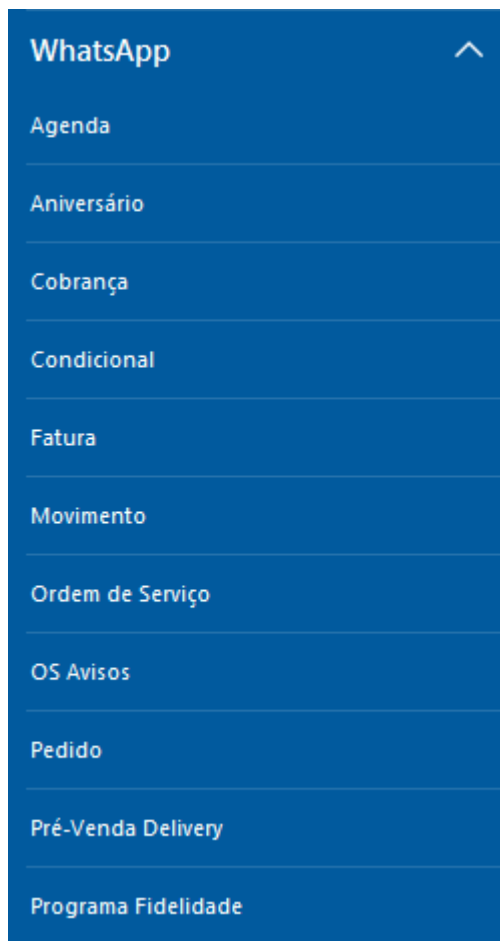 WhatsApp
Agenda
Aniversário
Cobrança
Condicional
Fatura
Movimento
Ordem de Serviço
OS Avisos
Pedido
Pré-Venda Delivery
Programa Fidelidade